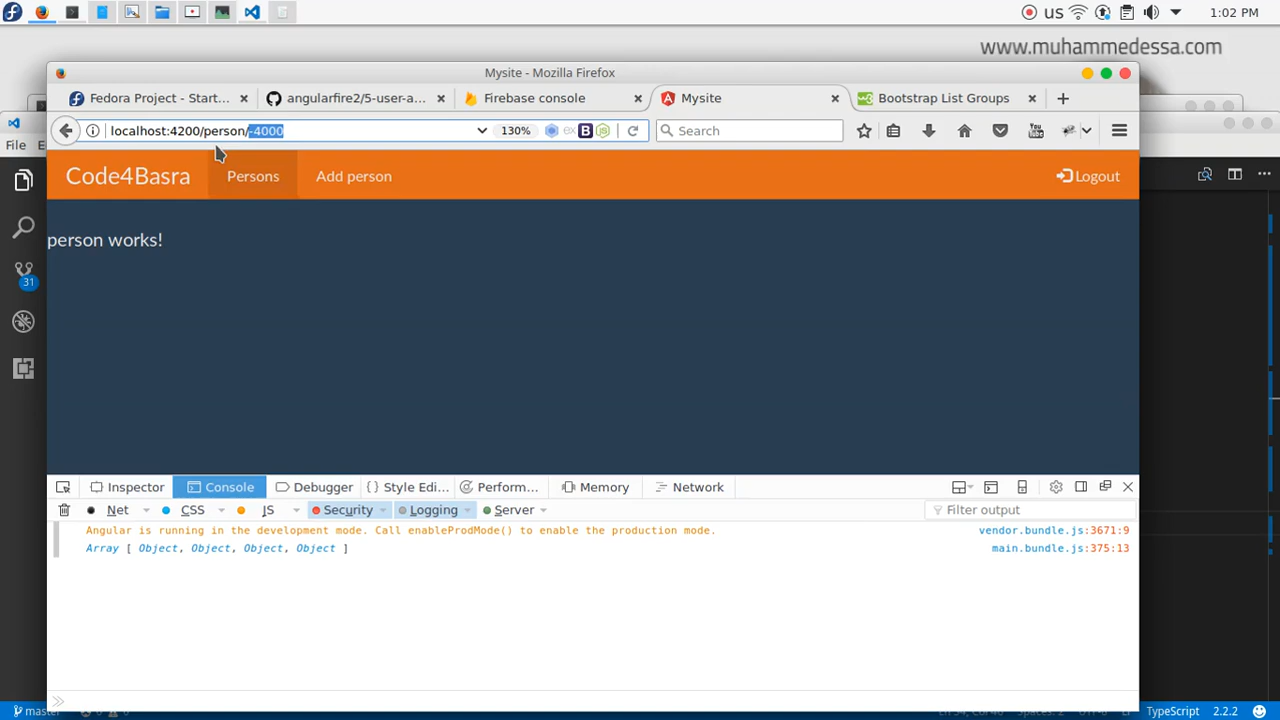 us
1:02 PM
www.muhammedessa.com
Mysite - Mozilla Firefox
Fedora Project - Start...
angularfire2/5-user-a...
Firebase console
Mysite
Bootstrap List Groups
localhost:4200/person/-4000
130%
ex
B
JS
Search
You
File
E
Code4Basra
Persons
Add person
Logout
person works!
31
Inspector
Console
Debugger
Style Edi...
Perform...
Memory
Network
Net
CSS
JS
Security
Logging
Server
Filter output
Angular is running in the development mode. Call enableProdMode() to enable the production mode.
vendor.bundle.js:3671:9
Array [ Object, Object, Object, Object ]
main.bundle.js:375:13
master
TypeScript
2.2.2